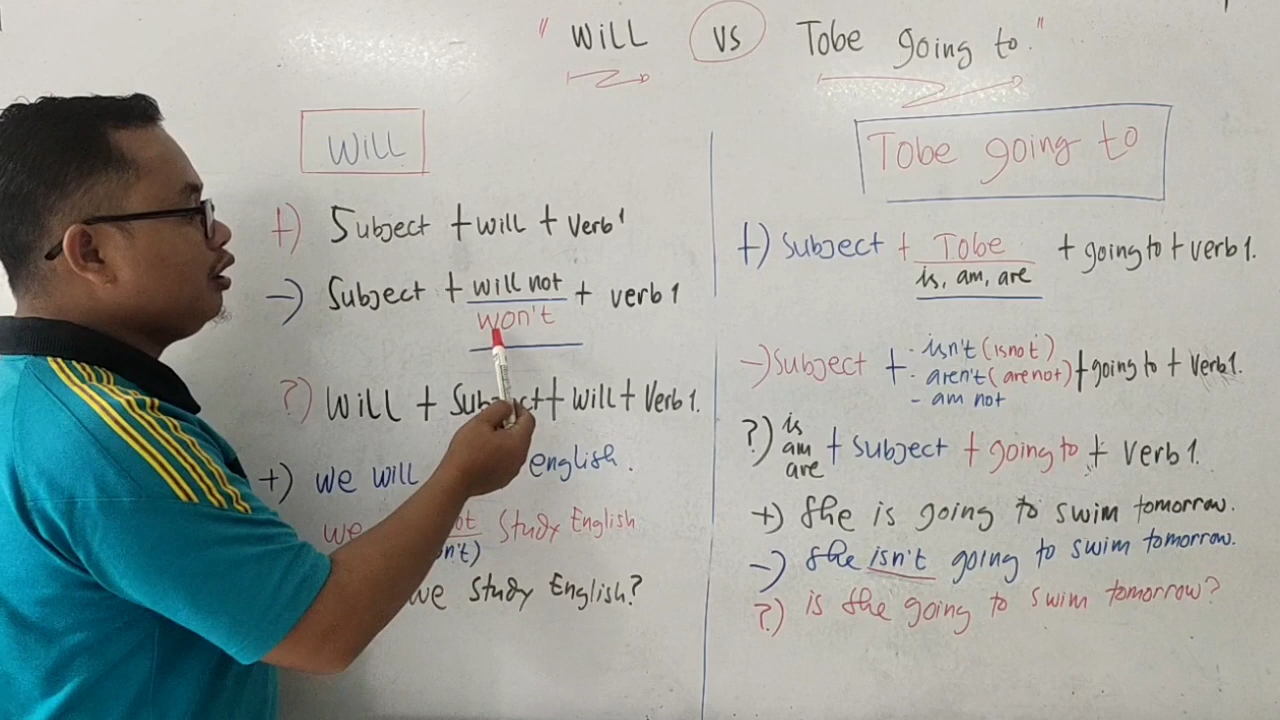 " WiLL VS Tobe going to."
WiLL
+) Subject + will + Verb1
-) Subject + will not + verb 1
won't
?) WiLL + Subject + will + Verb 1.
+) we will english.
we ot Study English
n't)
we Study English?
Tobe going to
+) Subject + Tobe + going to + verb 1.
is, am, are
-) Subject + - isn't (is not) + going to + Verb 1.
- aren't (are not)
- am not
?) is
am + Subject + going to + Verb 1.
are
+) She is going to swim tomorrow.
-) She isn't going to swim tomorrow.
?) is she going to swim tomorrow?